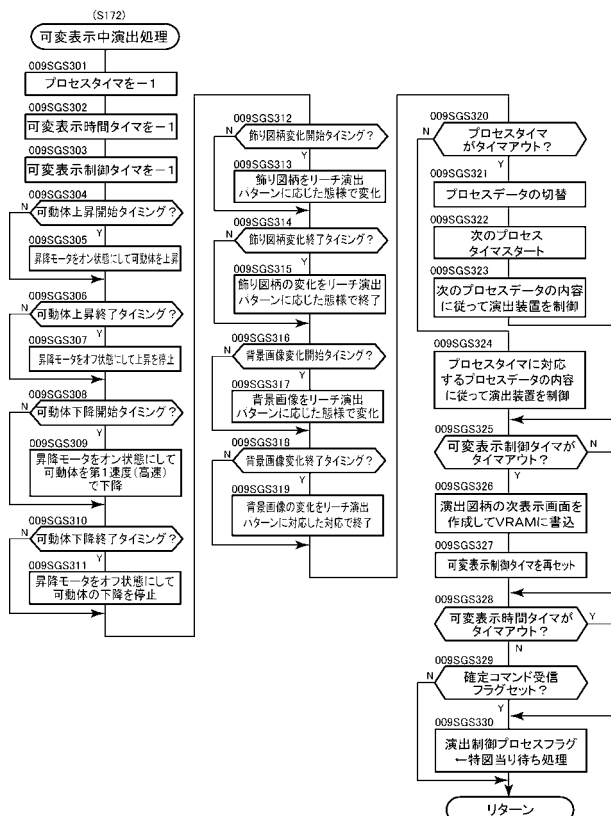 (S172)
可変表示中演出処理
009SGS301
プロセスタイマを－1
009SGS302
可変表示時間タイマを－1
009SGS303
可変表示制御タイマを－1
009SGS304
可動体上昇開始タイミング？
N
Y
009SGS305
昇降モータをオン状態にして可動体を上昇
009SGS306
可動体上昇終了タイミング？
N
Y
009SGS307
昇降モータをオフ状態にして上昇を停止
009SGS308
可動体下降開始タイミング？
N
Y
009SGS309
昇降モータをオン状態にして
可動体を第1速度（高速）
で下降
009SGS310
可動体下降終了タイミング？
N
Y
009SGS311
昇降モータをオフ状態にして
可動体の下降を停止
009SGS312
飾り図柄変化開始タイミング？
N
Y
009SGS313
飾り図柄をリーチ演出
パターンに応じた態様で変化
009SGS314
飾り図柄変化終了タイミング？
N
Y
009SGS315
飾り図柄の変化をリーチ演出
パターンに応じた態様で終了
009SGS316
背景画像変化開始タイミング？
N
Y
009SGS317
背景画像をリーチ演出
パターンに応じた態様で変化
009SGS318
背景画像変化終了タイミング？
N
Y
009SGS319
背景画像の変化をリーチ演出
パターンに対応した対応で終了
009SGS320
プロセスタイマ
がタイマアウト？
N
Y
009SGS321
プロセスデータの切替
009SGS322
次のプロセス
タイマスタート
009SGS323
次のプロセスデータの内容
に従って演出装置を制御
009SGS324
プロセスタイマに対応
するプロセスデータの内容
に従って演出装置を制御
009SGS325
可変表示制御タイマが
タイマアウト？
N
Y
009SGS326
演出図柄の次表示画面を
作成してVRAMに書込
009SGS327
可変表示制御タイマを再セット
009SGS328
可変表示時間タイマが
タイマアウト？
Y
N
009SGS329
確定コマンド受信
フラグセット？
N
Y
009SGS330
演出制御プロセスフラグ
←特図当り待ち処理
リターン